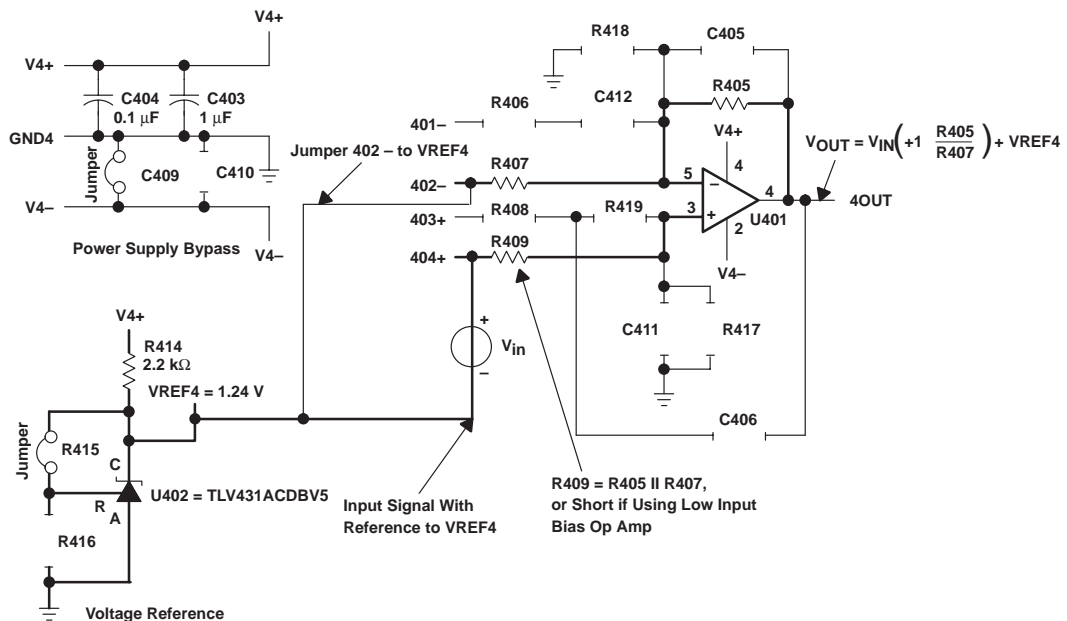 V4+
V4+
C404
0.1 µF
C403
1 µF
GND4
Jumper
C409
C410
V4–
V4–
Power Supply Bypass
R418
C405
R405
R406
C412
401–
Jumper 402 – to VREF4
R407
402–
403+
R408
R419
R409
404+
V4+
4
5
–
3
+
4
U401
2
V4–
4OUT
VOUT = VIN(+1 R405/R407) + VREF4
C411
R417
C406
+
Vin
–
V4+
R414
2.2 kΩ
VREF4 = 1.24 V
Jumper
R415
C
U402 = TLV431ACDBV5
R
A
R416
Voltage Reference
Input Signal With
Reference to VREF4
R409 = R405 II R407,
or Short if Using Low Input
Bias Op Amp